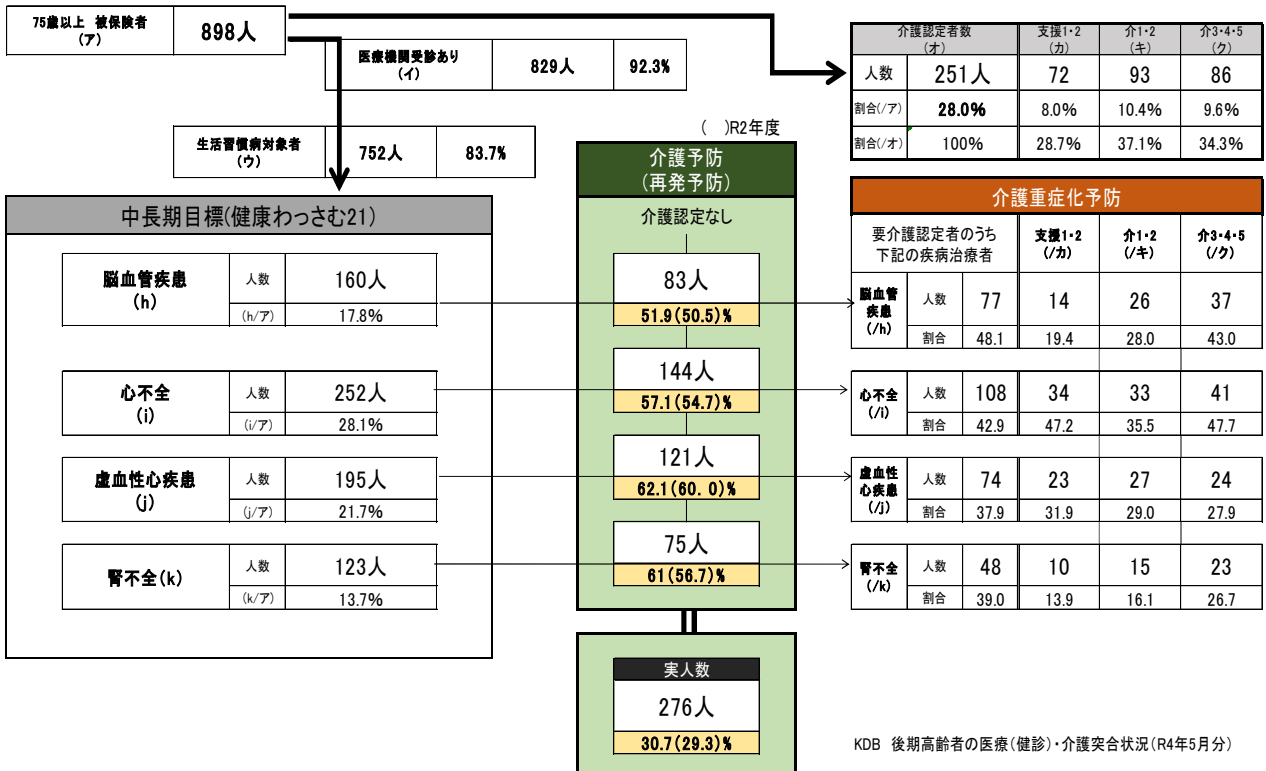 75歳以上 被保険者
(ア)
898人
医療機関受診あり
(イ)
829人
92.3%
生活習慣病対象者
(ウ)
752人
83.7%
介護認定者数
(オ)
支援1・2
(カ)
介1・2
(キ)
介3・4・5
(ク)
人数
251人
72
93
86
割合(/ア)
28.0%
8.0%
10.4%
9.6%
割合(/オ)
100%
28.7%
37.1%
34.3%
( )R2年度
中長期目標(健康わっさむ21)
脳血管疾患
(h)
人数
160人
(h/ア)
17.8%
心不全
(i)
人数
252人
(i/ア)
28.1%
虚血性心疾患
(j)
人数
195人
(j/ア)
21.7%
腎不全(k)
人数
123人
(k/ア)
13.7%
介護予防
(再発予防)
介護認定なし
83人
51.9(50.5)%
144人
57.1(54.7)%
121人
62.1(60. 0)%
75人
61(56.7)%
実人数
276人
30.7(29.3)%
介護重症化予防
要介護認定者のうち
下記の疾病治療者
支援1・2
(/カ)
介1・2
(/キ)
介3・4・5
(/ク)
脳血管
疾患
(/h)
人数
77
14
26
37
割合
48.1
19.4
28.0
43.0
心不全
(/i)
人数
108
34
33
41
割合
42.9
47.2
35.5
47.7
虚血性
心疾患
(/j)
人数
74
23
27
24
割合
37.9
31.9
29.0
27.9
腎不全
(/k)
人数
48
10
15
23
割合
39.0
13.9
16.1
26.7
KDB 後期高齢者の医療(健診)・介護突合状況(R4年5月分)